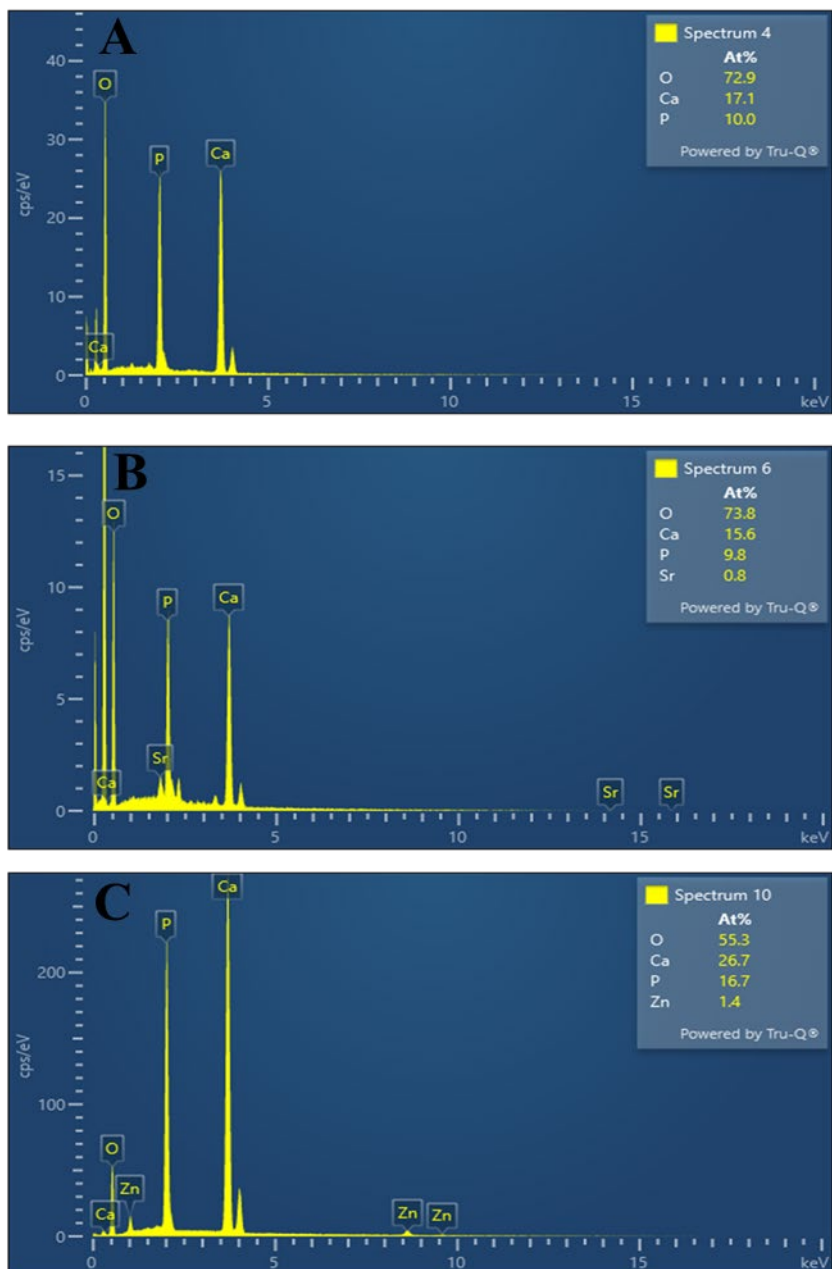 A
Spectrum 4
At%
O 72.9
Ca 17.1
P 10.0
Powered by Tru-Q®
cps/eV
40
30
20
10
0
O
P
Ca
Ca
0 5 10 15 keV
B
Spectrum 6
At%
O 73.8
Ca 15.6
P 9.8
Sr 0.8
Powered by Tru-Q®
cps/eV
15
10
5
0
O
P
Ca
Sr
Ca
Sr
Sr
0 5 10 15 keV
C
Spectrum 10
At%
O 55.3
Ca 26.7
P 16.7
Zn 1.4
Powered by Tru-Q®
cps/eV
200
100
0
Ca
P
O
Zn
Ca
Zn
Zn
0 5 10 15 keV